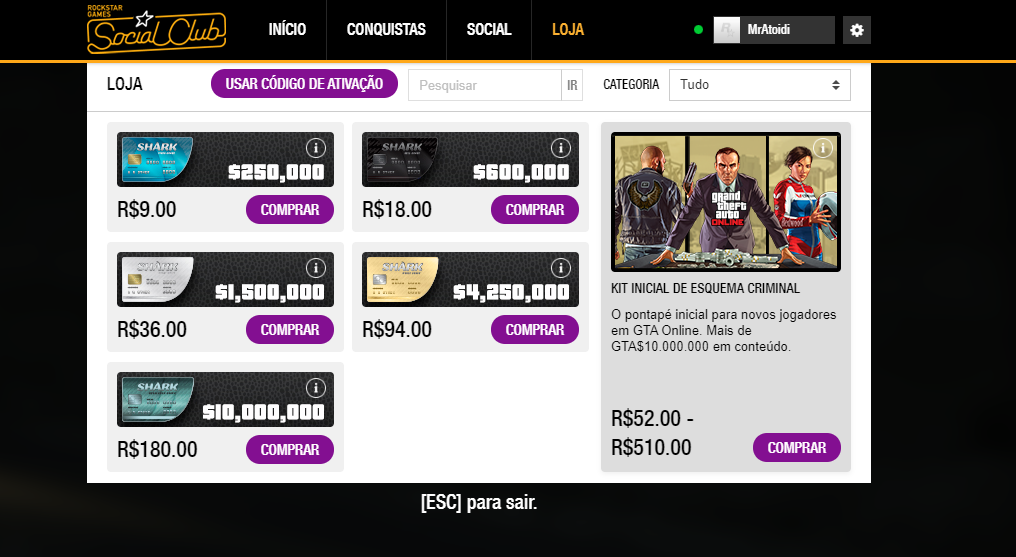 ROCKSTAR
GAMES
Social Club
INÍCIO
CONQUISTAS
SOCIAL
LOJA
MrAtoidi
LOJA
USAR CÓDIGO DE ATIVAÇÃO
Pesquisar
IR
CATEGORIA
Tudo
SHARK
$250,000
R$9.00
COMPRAR
SHARK
$600,000
R$18.00
COMPRAR
SHARK
$1,500,000
R$36.00
COMPRAR
SHARK
$4,250,000
R$94.00
COMPRAR
SHARK
$10,000,000
R$180.00
COMPRAR
grand
theft
auto
ONLINE
KIT INICIAL DE ESQUEMA CRIMINAL
O pontapé inicial para novos jogadores
em GTA Online. Mais de
GTA$10.000.000 em conteúdo.
R$52.00 -
R$510.00
COMPRAR
[ESC] para sair.